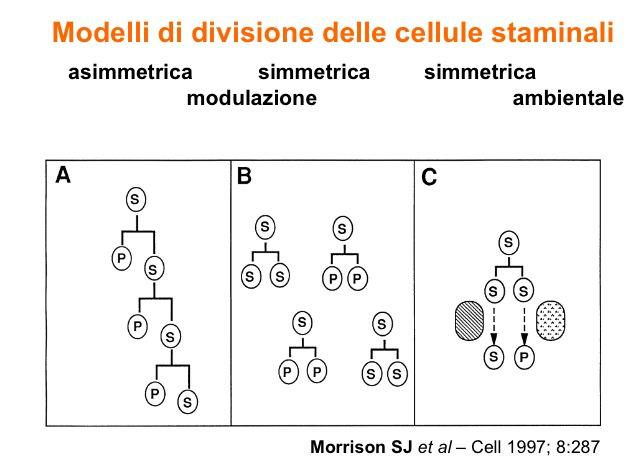 Modelli di divisione delle cellule staminali
asimmetrica simmetrica simmetrica
modulazione ambientale
A B C
S
S S
P S
S S P P
S
P S
S S
S S
P S
P P S S
S P
P S
Morrison SJ et al – Cell 1997; 8:287